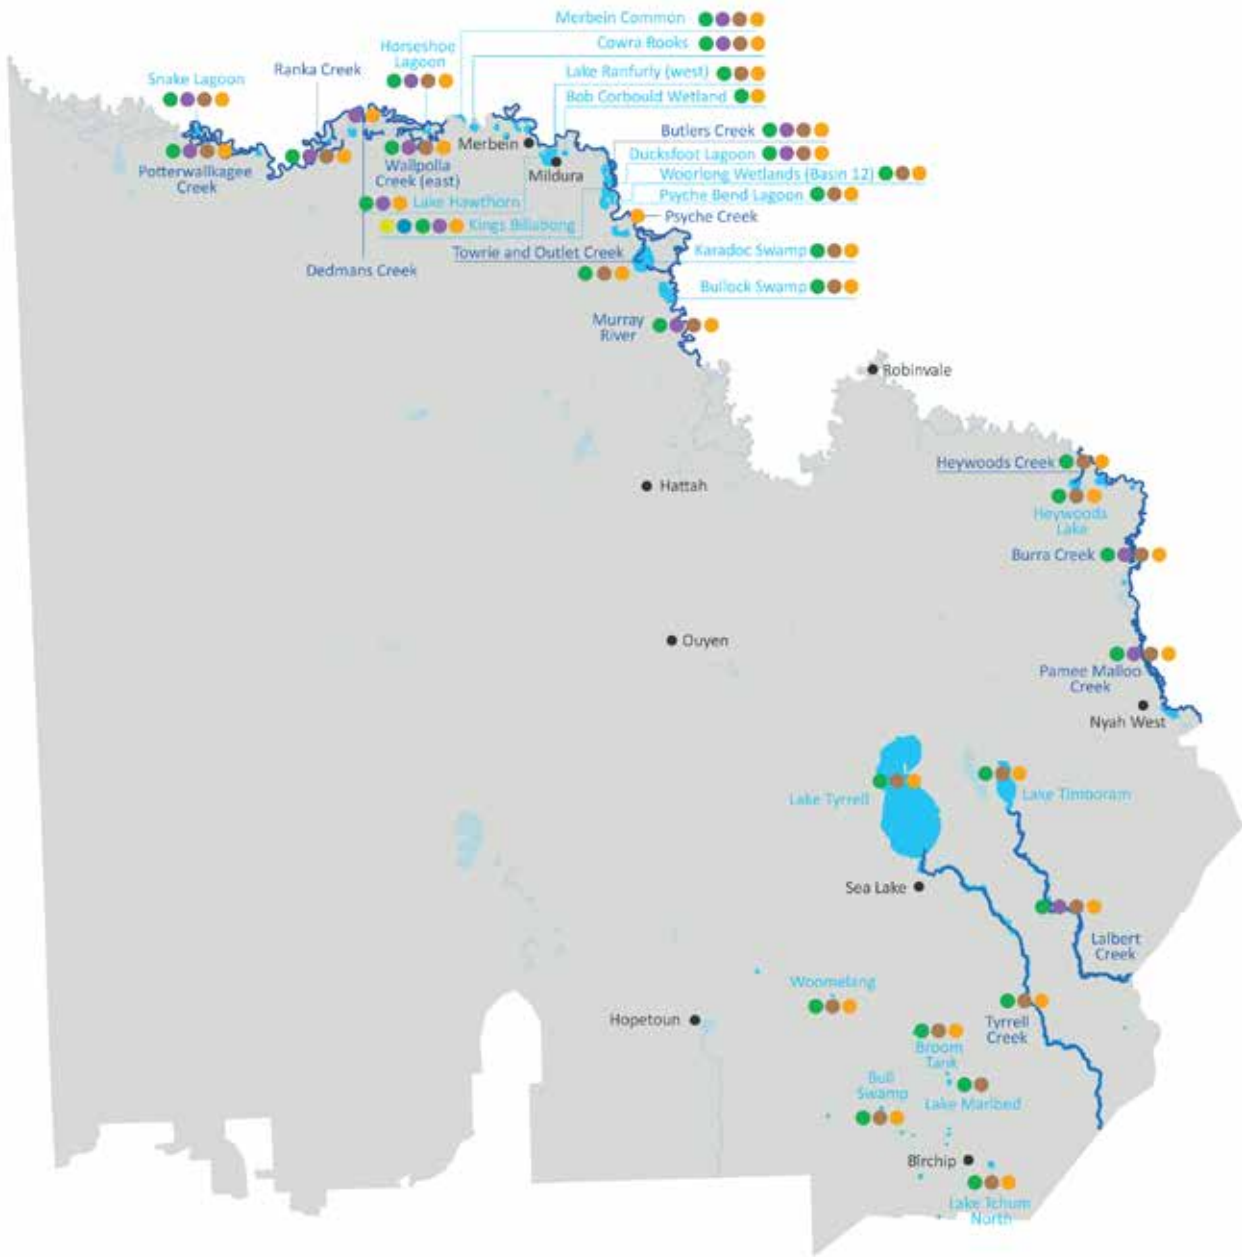 Merbein Common
Cowra Rooks
Horseshoe
Lagoon
Ranka Creek
Snake Lagoon
Lake Ranfurly (west)
Bob Corbould Wetland
Butlers Creek
Merbein
Ducksfoot Lagoon
Potterwalkagee
Creek
Wallpolla
Creek (east)
Mildura
Woorlong Wetlands (Basin 12)
Psyche Bend Lagoon
Lake Hawthorn
Psyche Creek
Kings Billabong
Towrie and Outlet Creek
Karadoc Swamp
Dedmans Creek
Bullock Swamp
Murray
River
Robinvale
Heywoods Creek
Hattah
Heywoods
Lake
Burra Creek
Ouyen
Pamee Malloo
Creek
Nyah West
Lake Tyrrell
Lake Timboram
Sea Lake
Lalbert
Creek
Woomelang
Hopetoun
Tyrrell
Creek
Broom
Tank
Bull
Swamp
Lake Marlbed
Birchip
Lake Tchum
North